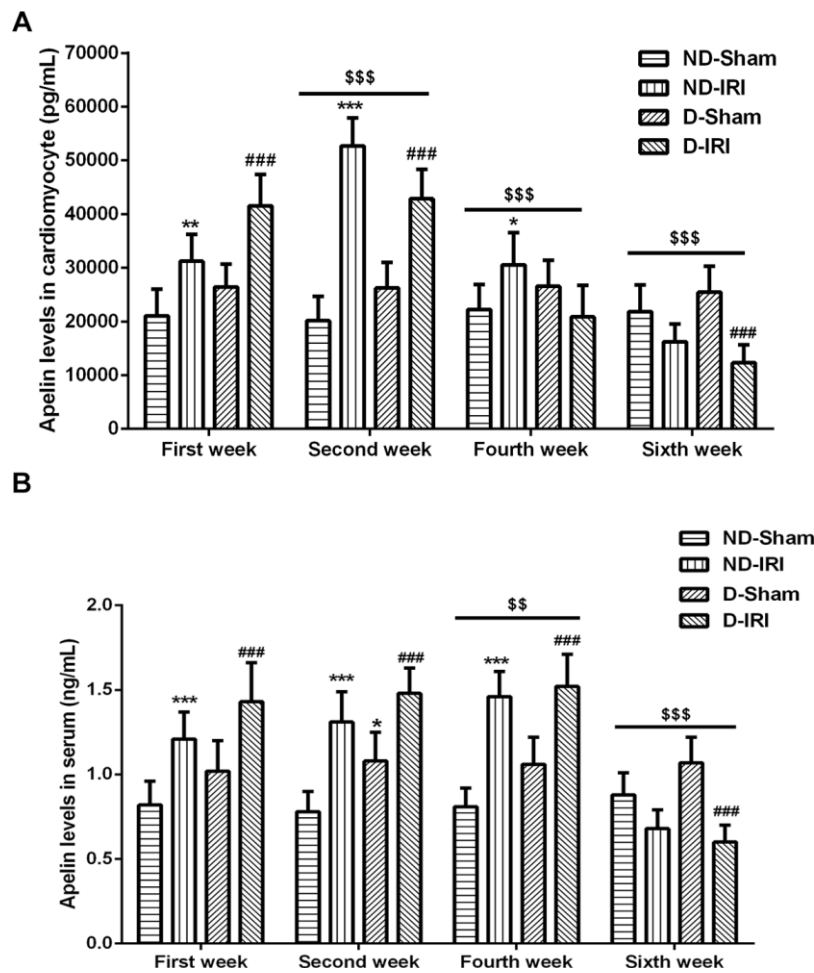 A
Apelin levels in cardiomyocyte (pg/mL)
70000
60000
50000
40000
30000
20000
10000
0
ND-Sham
ND-IRI
D-Sham
D-IRI
**
###
$$$
***
###
$$$
*
$$$
###
First week
Second week
Fourth week
Sixth week
B
Apelin levels in serum (ng/mL)
2.0
1.5
1.0
0.5
0.0
ND-Sham
ND-IRI
D-Sham
D-IRI
***
###
***
*
###
$$
***
###
$$$
###
First week
Second week
Fourth week
Sixth week